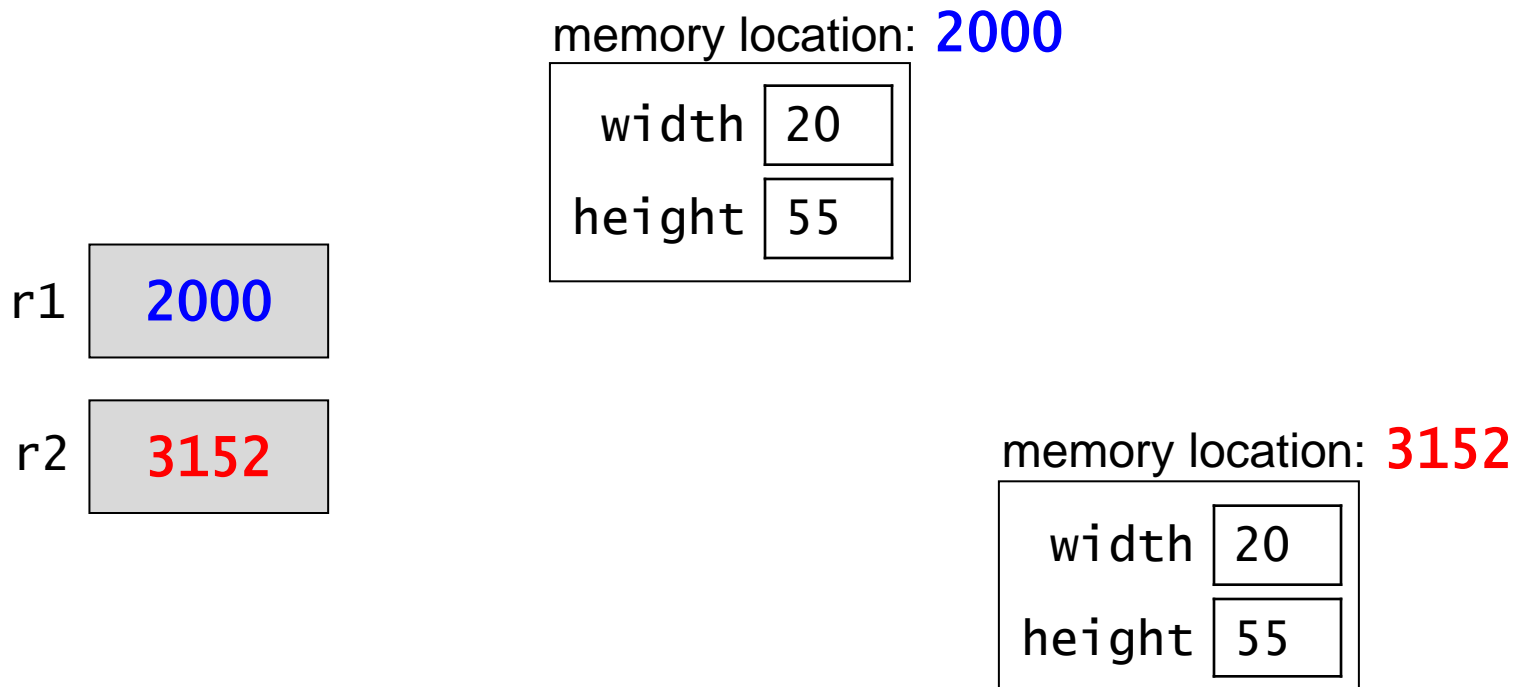 memory location: 2000
width 20
height 55
r1 2000
r2 3152
memory location: 3152
width 20
height 55